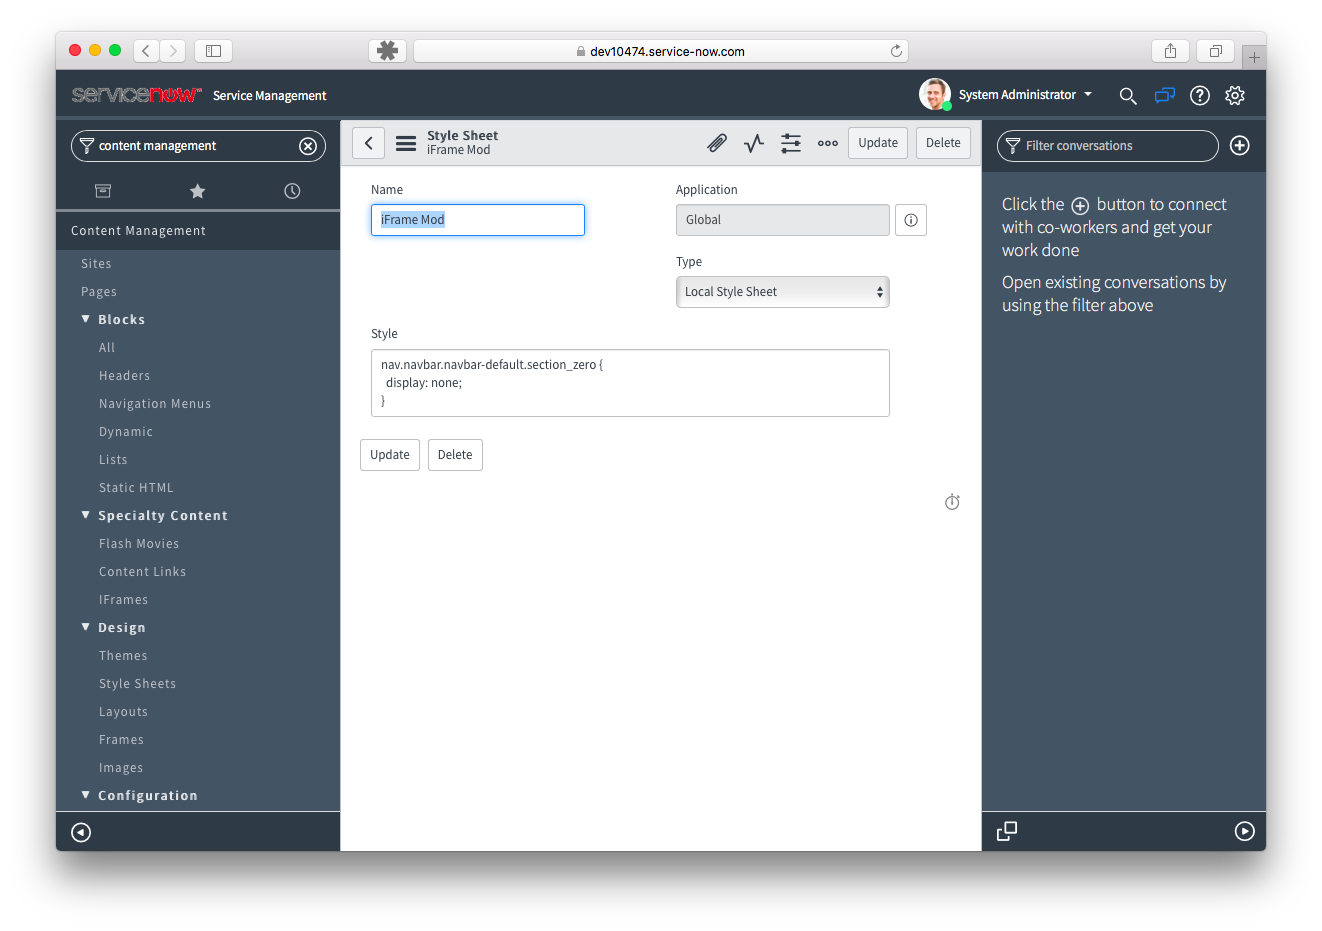 dev10474.service-now.com
servicenow™ Service Management
System Administrator
content management
Content Management
Sites
Pages
Blocks
All
Headers
Navigation Menus
Dynamic
Lists
Static HTML
Specialty Content
Flash Movies
Content Links
IFrames
Design
Themes
Style Sheets
Layouts
Frames
Images
Configuration
Style Sheet
iFrame Mod
Update
Delete
Name
iFrame Mod
Application
Global
Type
Local Style Sheet
Style
nav.navbar.navbar-default.section_zero {
display: none;
}
Update
Delete
Filter conversations
Click the button to connect
with co-workers and get your
work done
Open existing conversations by
using the filter above